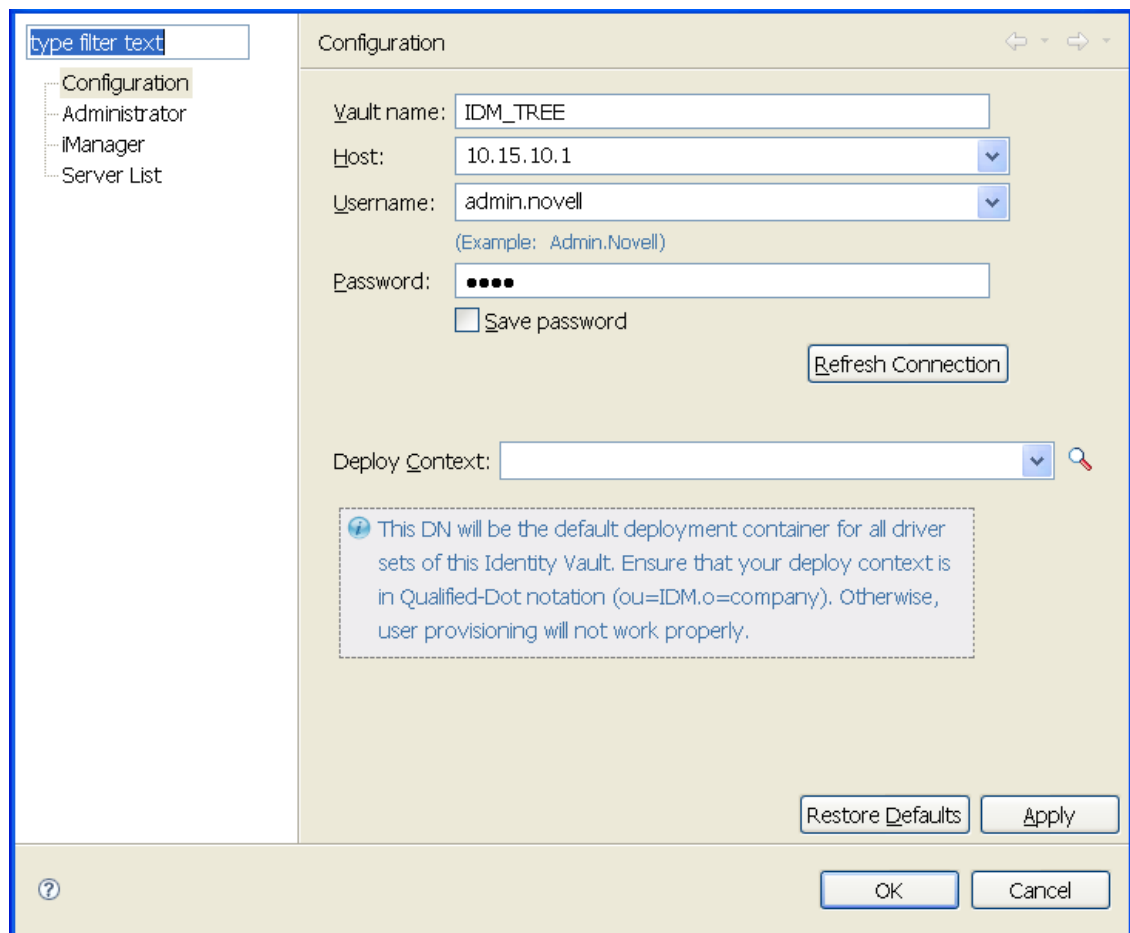 type filter text
Configuration
Administrator
iManager
Server List
Configuration
Vault name: IDM_TREE
Host: 10.15.10.1
Username: admin.novell
(Example: Admin.Novell)
Password: ●●●●
Save password
Refresh Connection
Deploy Context:
This DN will be the default deployment container for all driver
sets of this Identity Vault. Ensure that your deploy context is
in Qualified-Dot notation (ou=IDM.o=company). Otherwise,
user provisioning will not work properly.
Restore Defaults Apply
OK Cancel